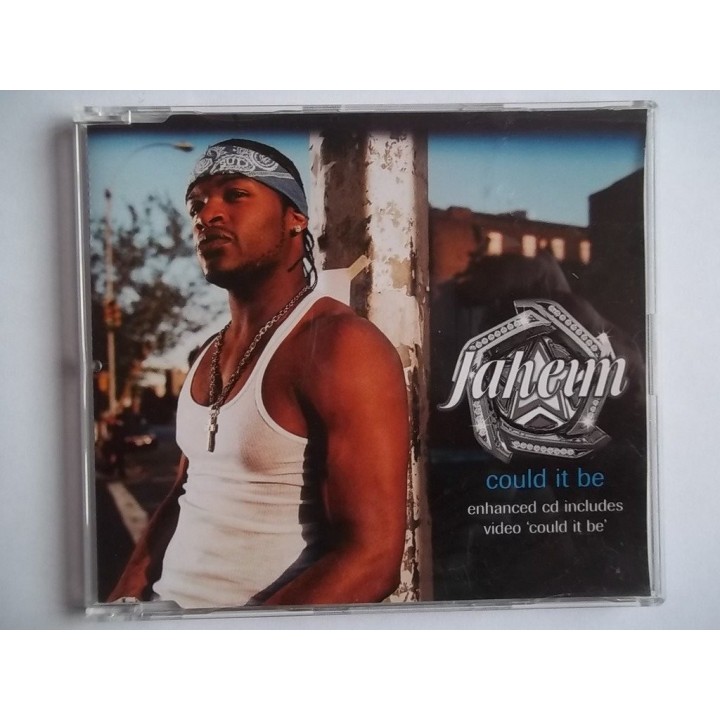 Jaheim
could it be
enhanced cd includes
video 'could it be'